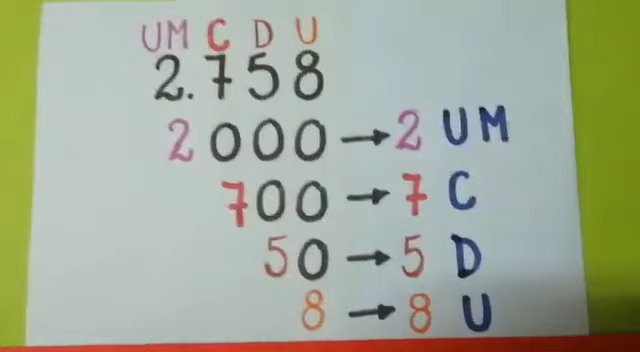 UM C D U
2.758
2000 → 2 UM
700 → 7 C
50 → 5 D
8 → 8 U